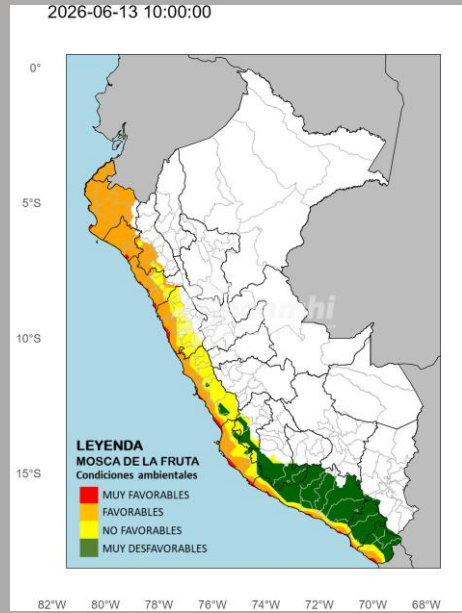 2026-06-13 10:00:00
0°
5°S
10°S
15°S
senamhi
LEYENDA
MOSCA DE LA FRUTA
Condiciones ambientales
MUY FAVORABLES
FAVORABLES
NO FAVORABLES
MUY DESFAVORABLES
82°W 80°W 78°W 76°W 74°W 72°W 70°W 68°W